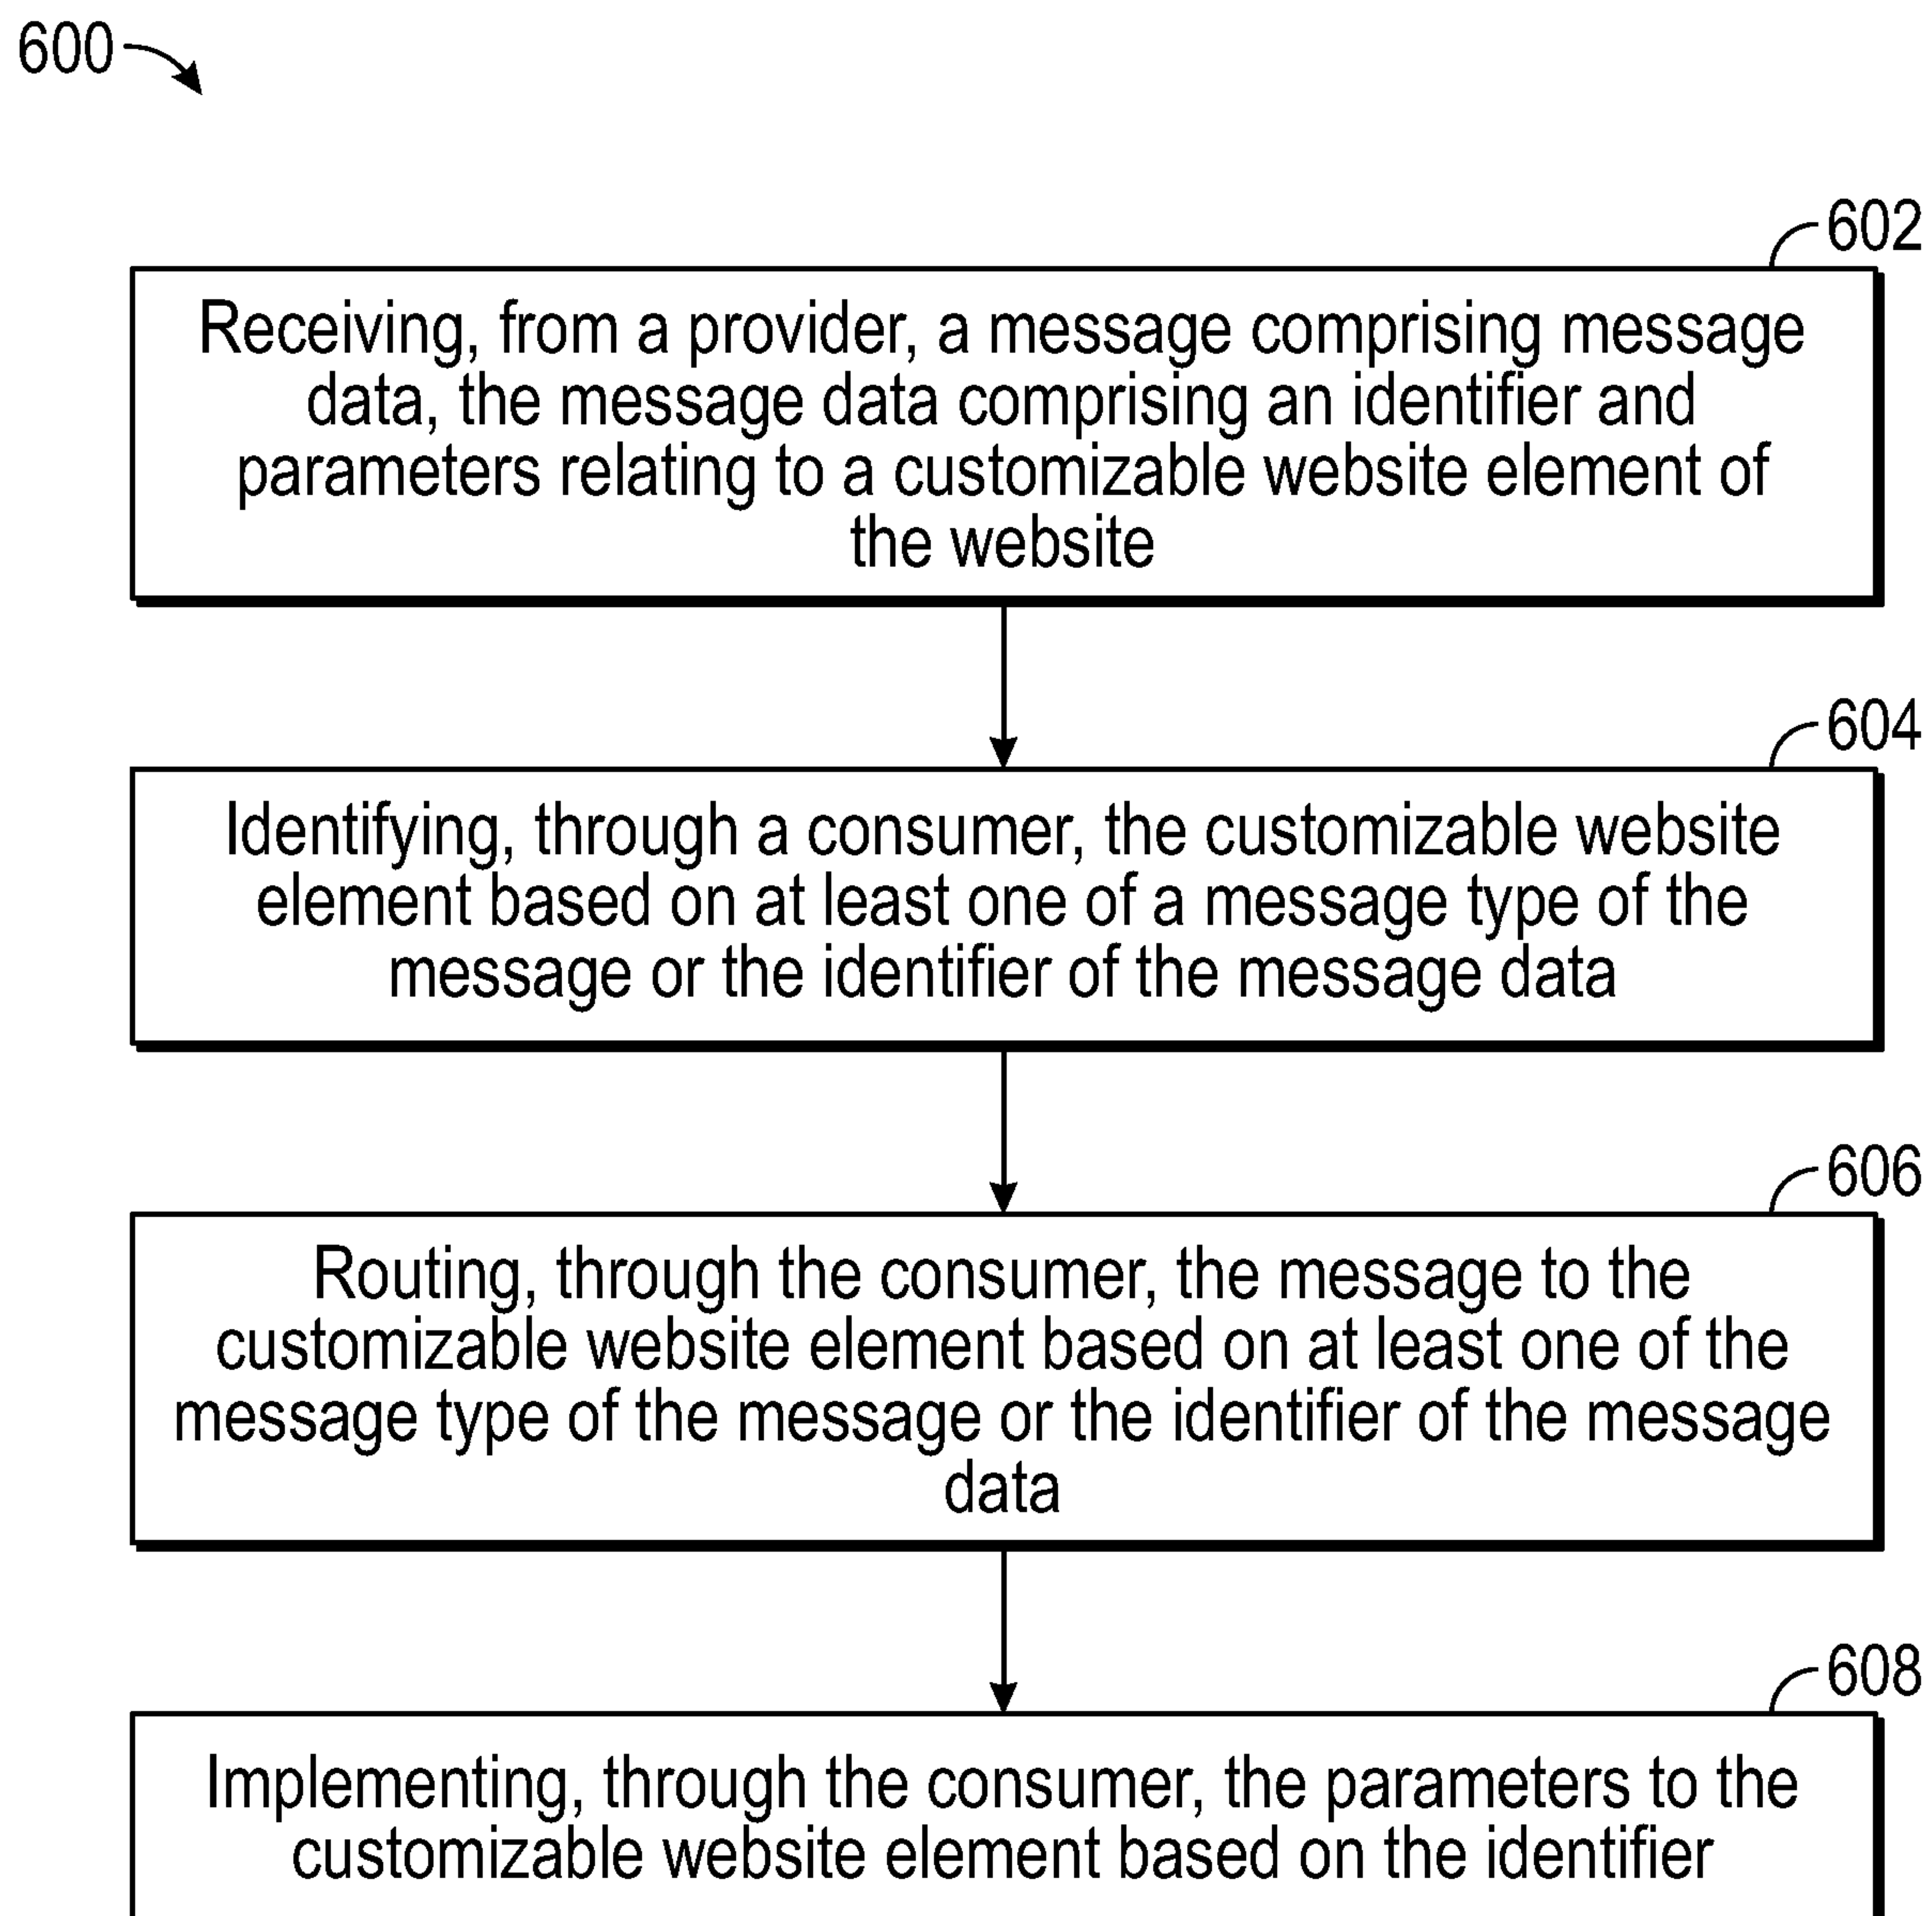 600
602
Receiving, from a provider, a message comprising message
data, the message data comprising an identifier and
parameters relating to a customizable website element of
the website
604
Identifying, through a consumer, the customizable website
element based on at least one of a message type of the
message or the identifier of the message data
606
Routing, through the consumer, the message to the
customizable website element based on at least one of the
message type of the message or the identifier of the message
data
608
Implementing, through the consumer, the parameters to the
customizable website element based on the identifier